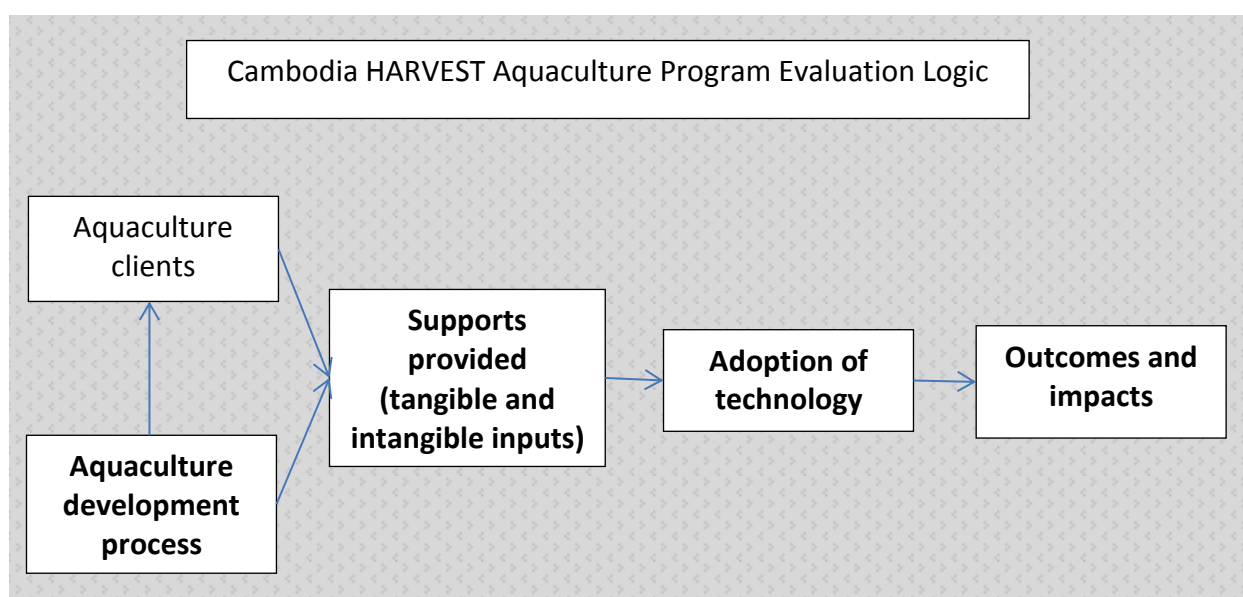 Cambodia HARVEST Aquaculture Program Evaluation Logic
Aquaculture
clients
Supports
provided
(tangible and
intangible inputs)
Adoption of
technology
Outcomes and
impacts
Aquaculture
development
process